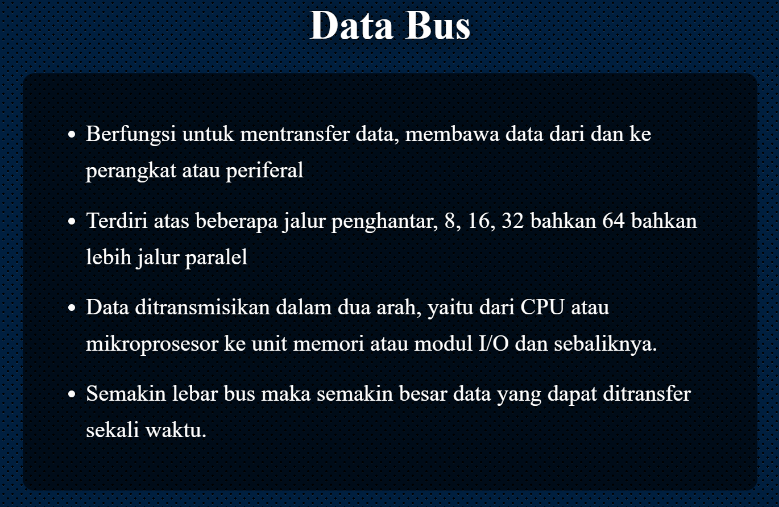 Data Bus
• Berfungsi untuk mentransfer data, membawa data dari dan ke
perangkat atau periferal
• Terdiri atas beberapa jalur penghantar, 8, 16, 32 bahkan 64 bahkan
lebih jalur paralel
• Data ditransmisikan dalam dua arah, yaitu dari CPU atau
mikroprosesor ke unit memori atau modul I/O dan sebaliknya.
• Semakin lebar bus maka semakin besar data yang dapat ditransfer
sekali waktu.